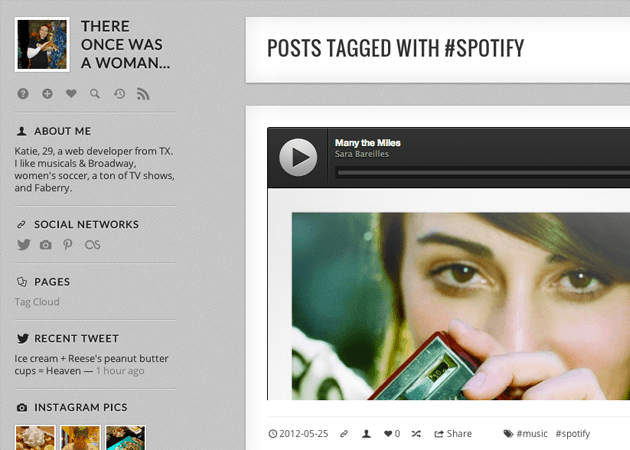 THERE
ONCE WAS
A WOMAN...
ABOUT ME
Katie, 29, a web developer from TX.
I like musicals & Broadway,
women's soccer, a ton of TV shows,
and Faberry.
SOCIAL NETWORKS
PAGES
Tag Cloud
RECENT TWEET
Ice cream + Reese's peanut butter
cups = Heaven — 1 hour ago
INSTAGRAM PICS
POSTS TAGGED WITH #SPOTIFY
Many the Miles
Sara Bareilles
2012-05-25 0 Share #music #spotify